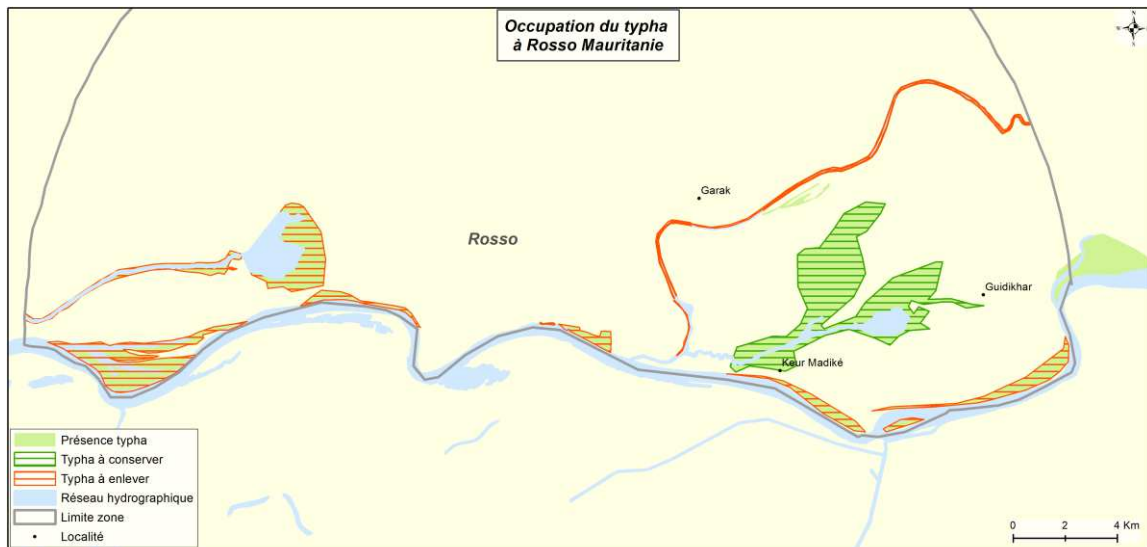 Occupation du typha
à Rosso Mauritanie
N
W E
S
Garak
Rosso
Guidikhar
Keur Madiké
Présence typha
Typha à conserver
Typha à enlever
Réseau hydrographique
Limite zone
Localité
0 2 4 Km